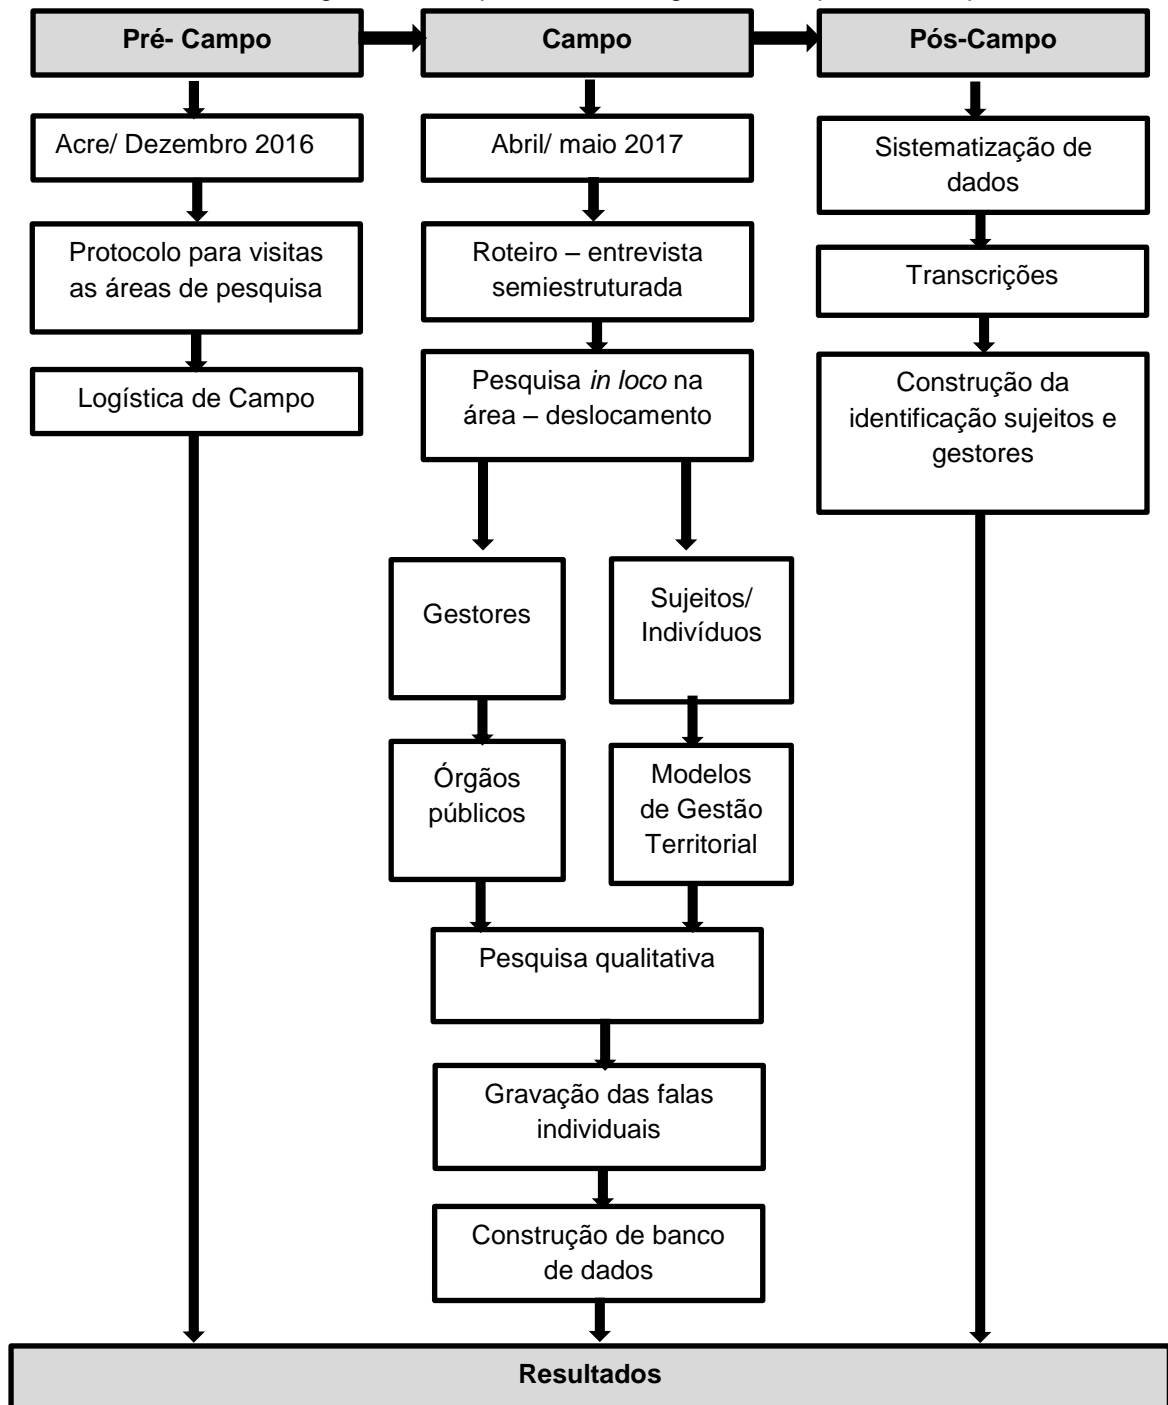 Pré- Campo
Campo
Pós-Campo
Acre/ Dezembro 2016
Abril/ maio 2017
Sistematização de
dados
Protocolo para visitas
as áreas de pesquisa
Roteiro – entrevista
semiestruturada
Transcrições
Logística de Campo
Pesquisa in loco na
área – deslocamento
Construção da
identificação sujeitos e
gestores
Gestores
Sujeitos/
Indivíduos
Órgãos
públicos
Modelos
de Gestão
Territorial
Pesquisa qualitativa
Gravação das falas
individuais
Construção de banco
de dados
Resultados